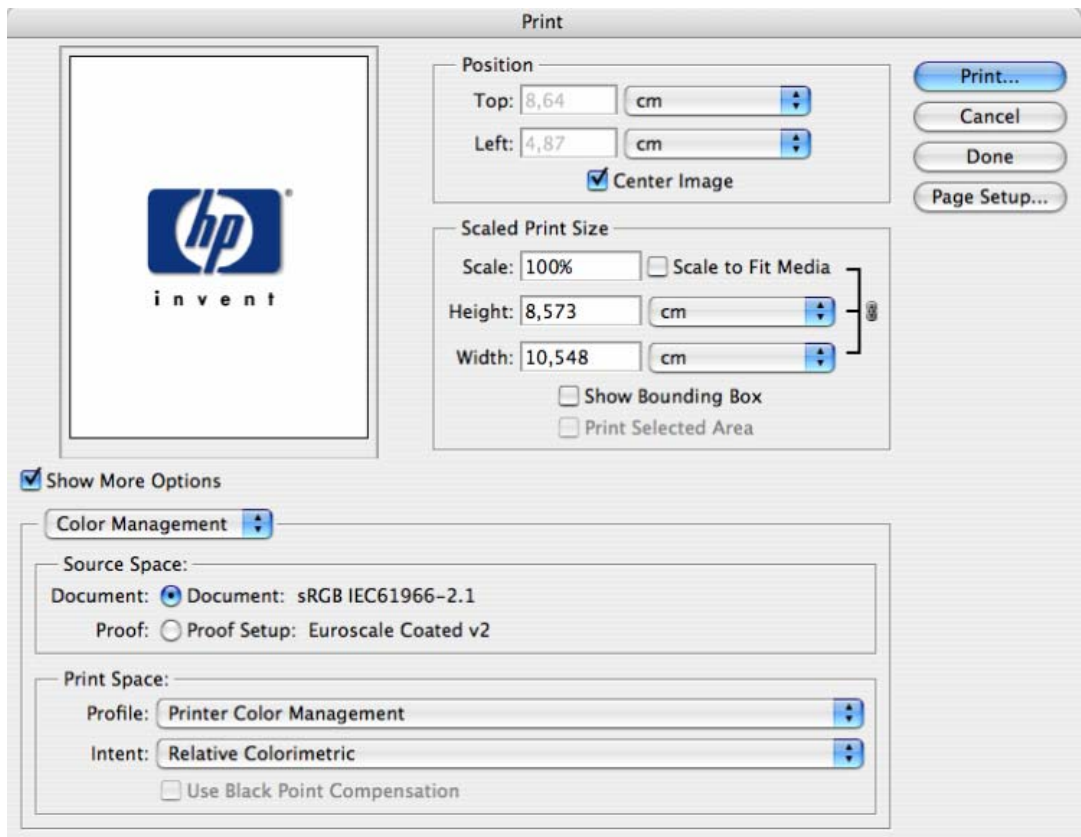 Print
hp
®
invent
Position
Top: 8,64 cm
Left: 4,87 cm
Center Image
Print...
Cancel
Done
Page Setup...
Scaled Print Size
Scale: 100% Scale to Fit Media
Height: 8,573 cm
Width: 10,548 cm
Show Bounding Box
Print Selected Area
Show More Options
Color Management
Source Space:
Document: Document: sRGB IEC61966-2.1
Proof: Proof Setup: Euroscale Coated v2
Print Space:
Profile: Printer Color Management
Intent: Relative Colorimetric
Use Black Point Compensation